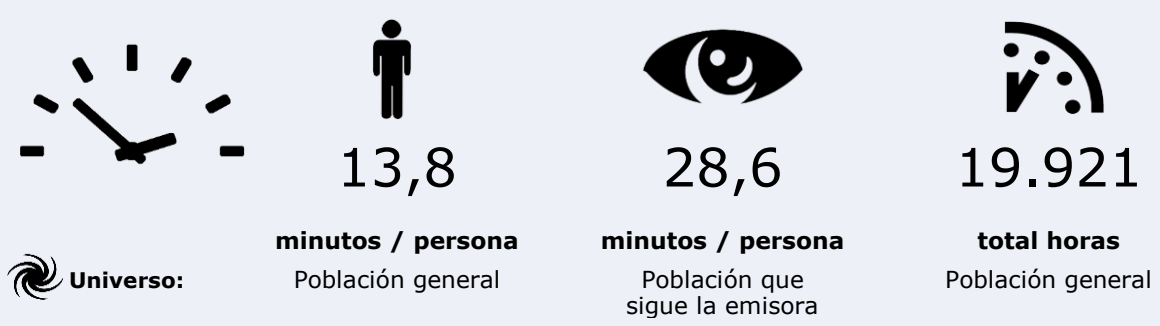 13,8
28,6
19.921
minutos / persona
minutos / persona
total horas
Universo:
Población general
Población que
sigue la emisora
Población general